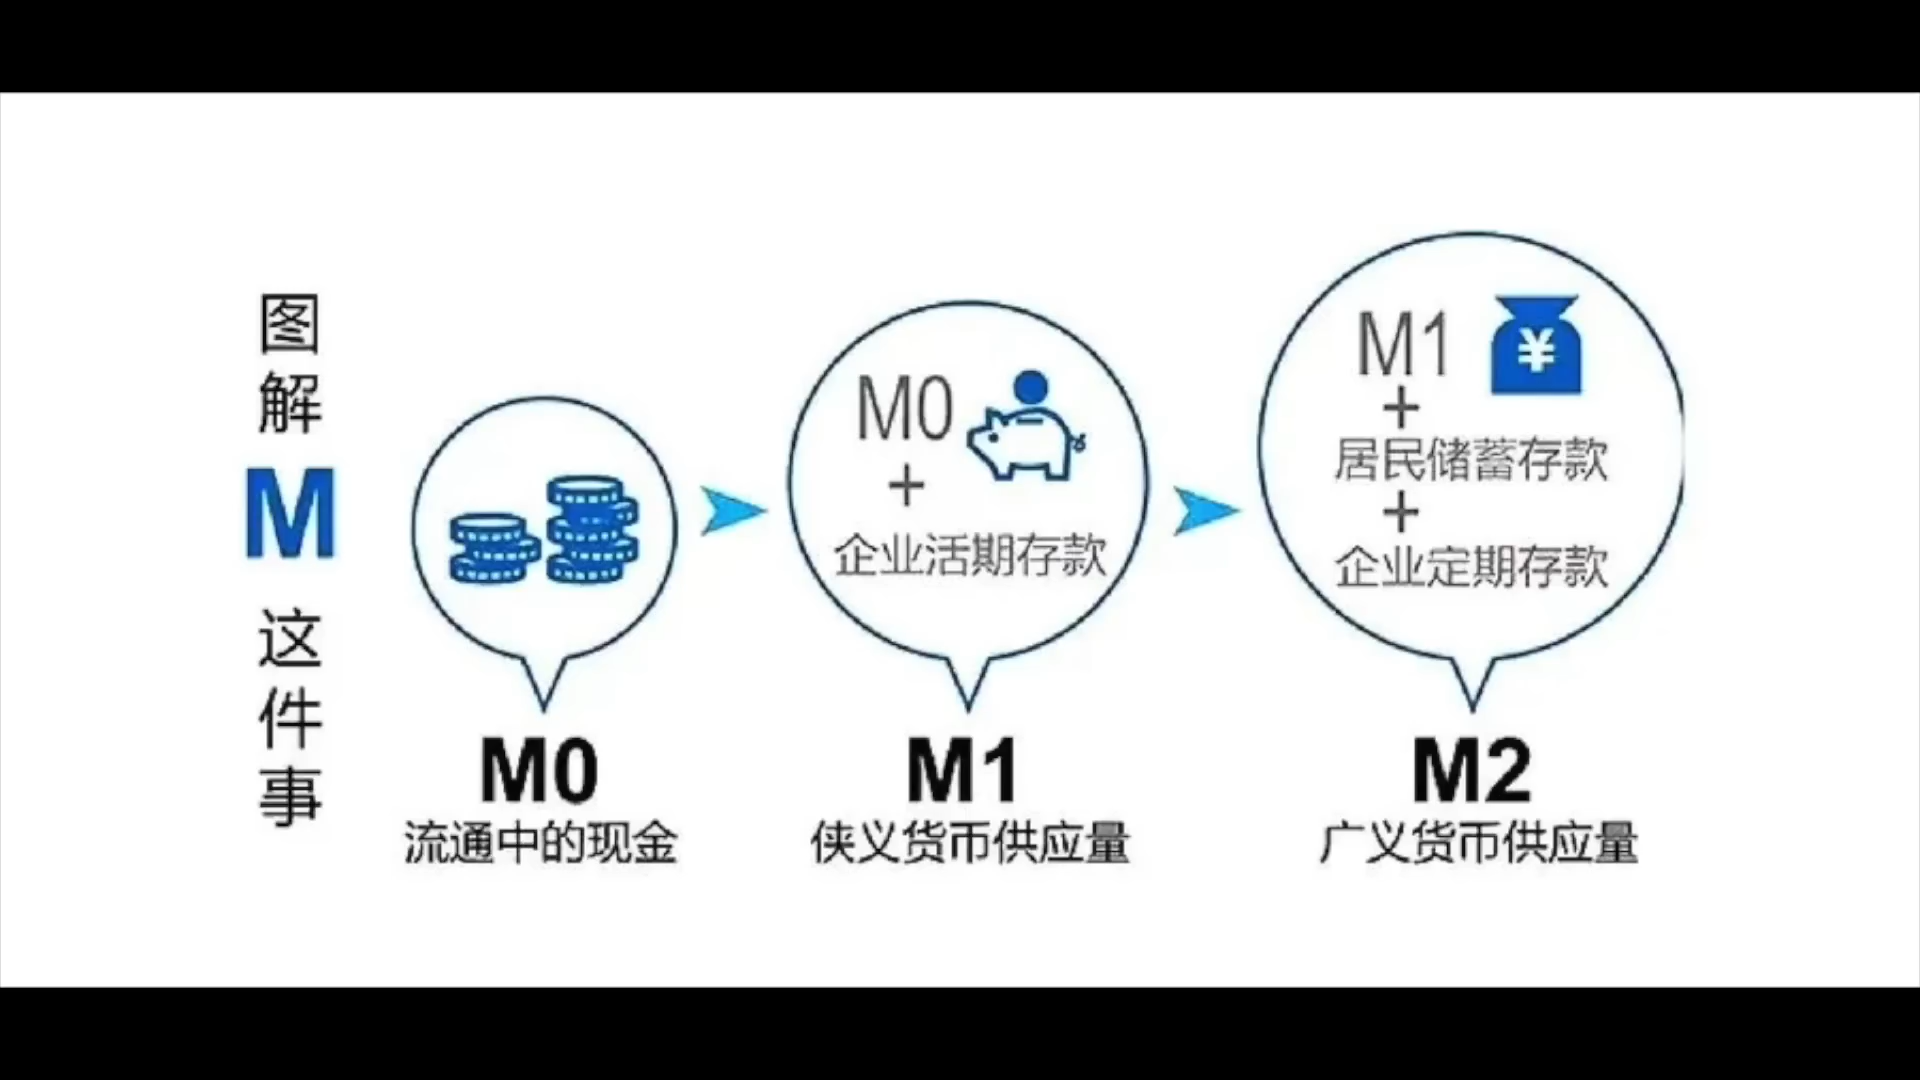 图解M这件事
¥
M0
流通中的现金
M0
+
企业活期存款
M1
侠义货币供应量
M1
+
居民储蓄存款
+
企业定期存款
M2
广义货币供应量